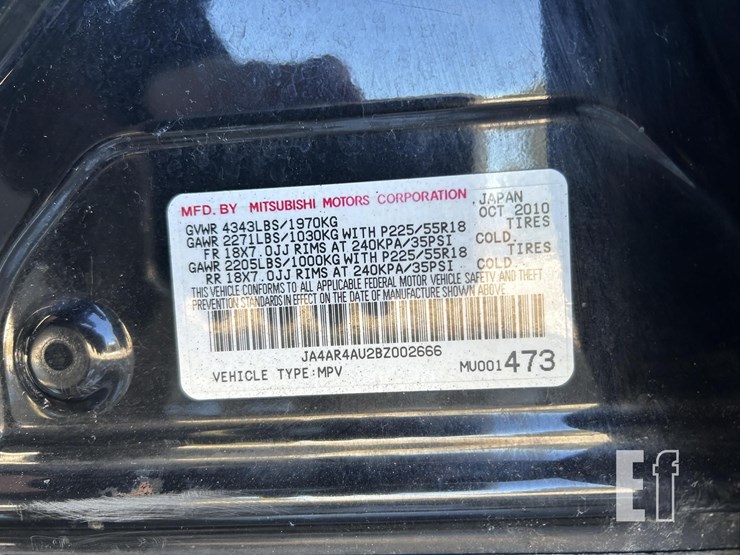 MFD. BY MITSUBISHI MOTORS CORPORATION JAPAN
GVWR 4343LBS/1970KG OCT 2010
GAWR 2271LBS/1030KG WITH P225/55R18 TIRES
FR 18X7.0JJ RIMS AT 240KPA/35PSI COLD.
GAWR 2205LBS/1000KG WITH P225/55R18 TIRES
RR 18X7.0JJ RIMS AT 240KPA/35PSI COLD.
THIS VEHICLE CONFORMS TO ALL APPLICABLE FEDERAL MOTOR VEHICLE SAFETY AND THEFT
PREVENTION STANDARDS IN EFFECT ON THE DATE OF MANUFACTURE SHOWN ABOVE.
JA4AR4AU2BZ002666
VEHICLE TYPE:MPV MU001473
Ef